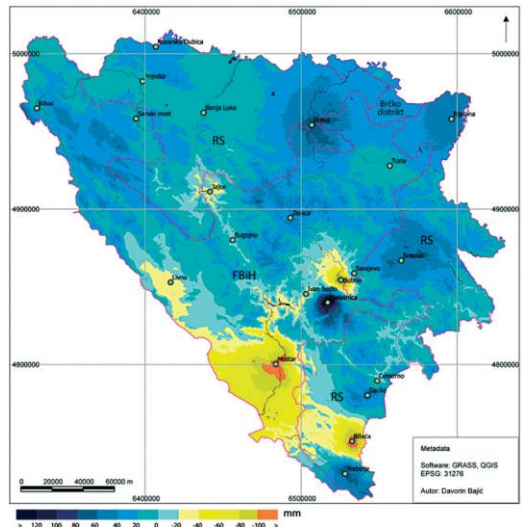 6400000 6500000 6600000
5000000 5000000
Kozarska Dubica
Prijedor
Bihać
Sanski most
Banja Luka
RS
Doboj
Brčko
distrikt
Bijeljina
Tuzla
Jajce
4900000 4900000
Zenica
Bugojno
RS
Sokolac
Sarajevo
FBiH
Butmir
Livno
Ivan Sedlo
Bjelašnica
4800000 4800000
Mostar
Čemerno
Gacko
RS
Bileća
Trebinje
Metadata
Software: GRASS, QGIS
EPSG: 31276
Autor: Davorin Bajić
0 20000 40000 60000 m
6400000 6500000
> 120 100 80 60 40 20 0 -20 -40 -60 -80 -100 > mm